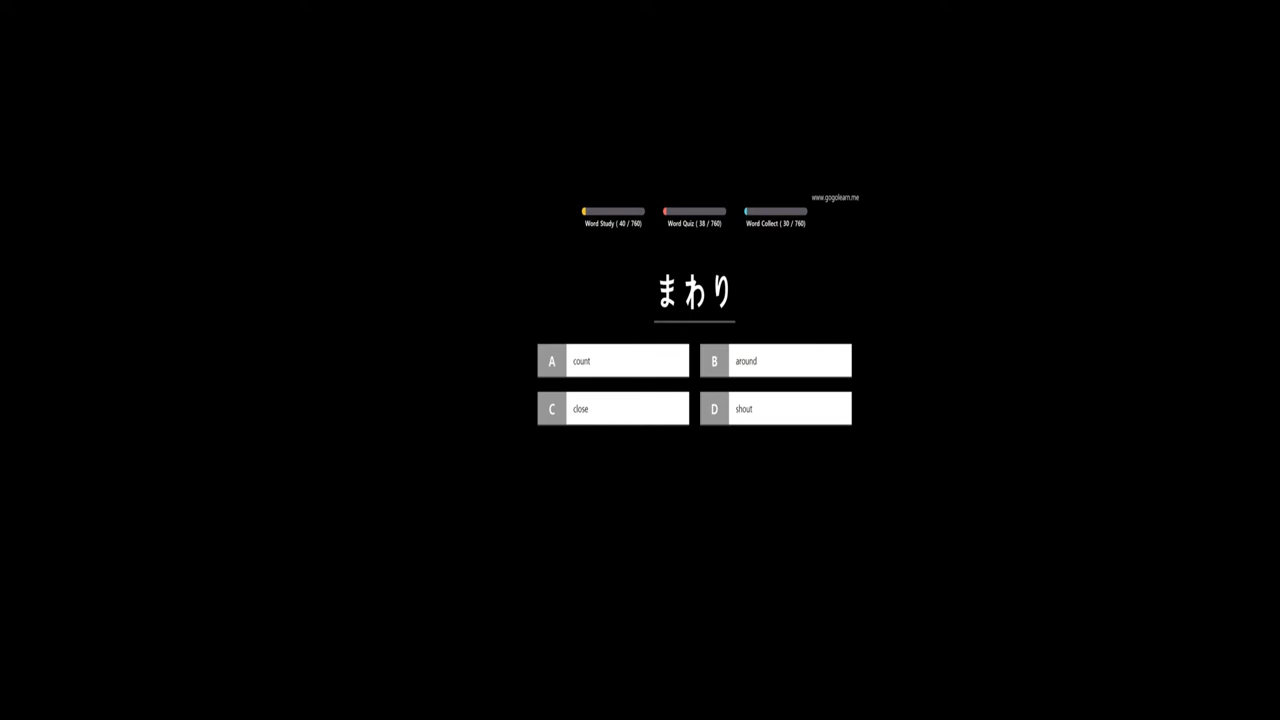 www.gogolearn.me
Word Study ( 40 / 760)
Word Quiz ( 38 / 760)
Word Collect ( 30 / 760)
まわり
A count
B around
C close
D shout